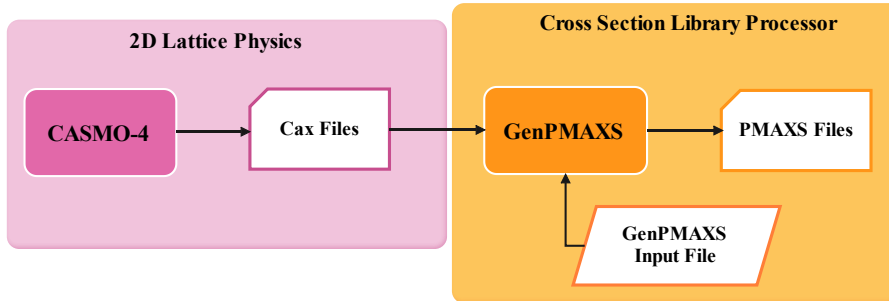 2D Lattice Physics
Cross Section Library Processor
CASMO-4
Cax Files
GenPMAXS
PMAXS Files
GenPMAXS
Input File